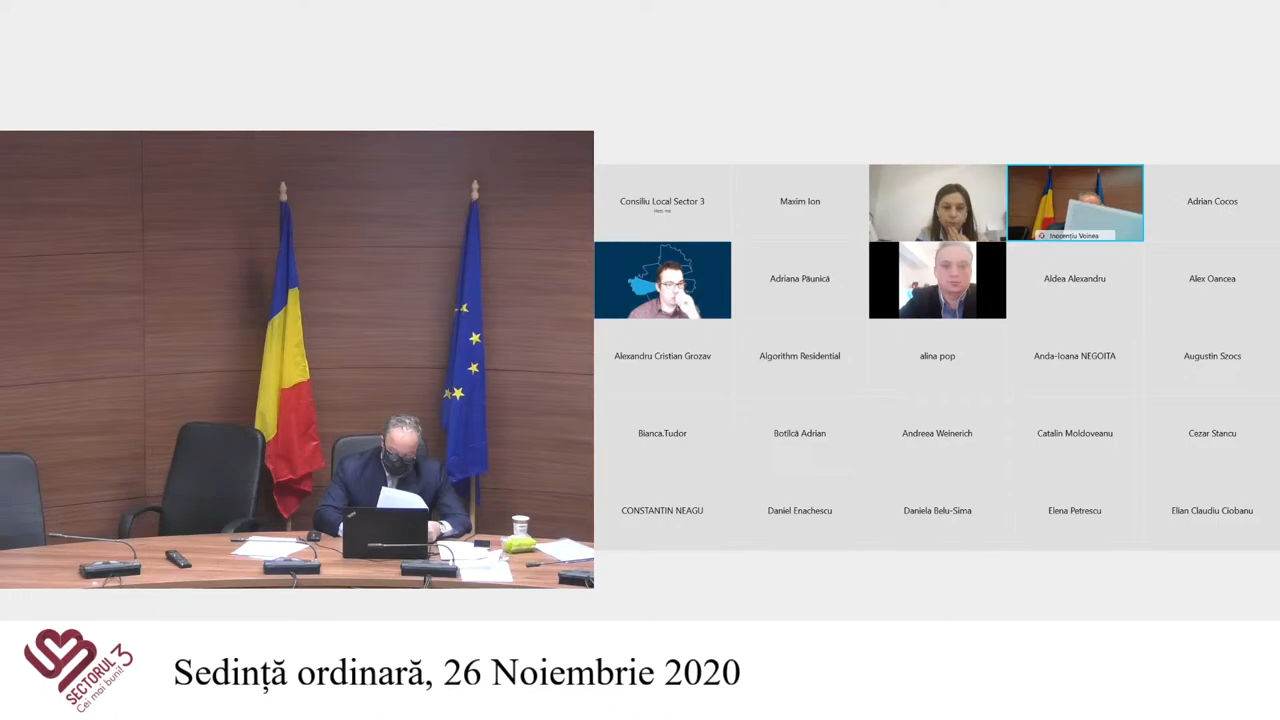 Consiliu Local Sector 3
Maxim Ion
Inocențiu Voinea
Adrian Cocos
Adriana Păunică
Aldea Alexandru
Alex Oancea
Alexandru Cristian Grozav
Algorithm Residential
alina pop
Anda-Ioana NEGOITA
Augustin Szocs
Bianca.Tudor
Botîlcă Adrian
Andreea Weinerich
Catalin Moldoveanu
Cezar Stancu
CONSTANTIN NEAGU
Daniel Enachescu
Daniela Belu-Sima
Elena Petrescu
Elian Claudiu Ciobanu
SECTORUL 3
Cei mai buni!
Sedință ordinară, 26 Noiembrie 2020